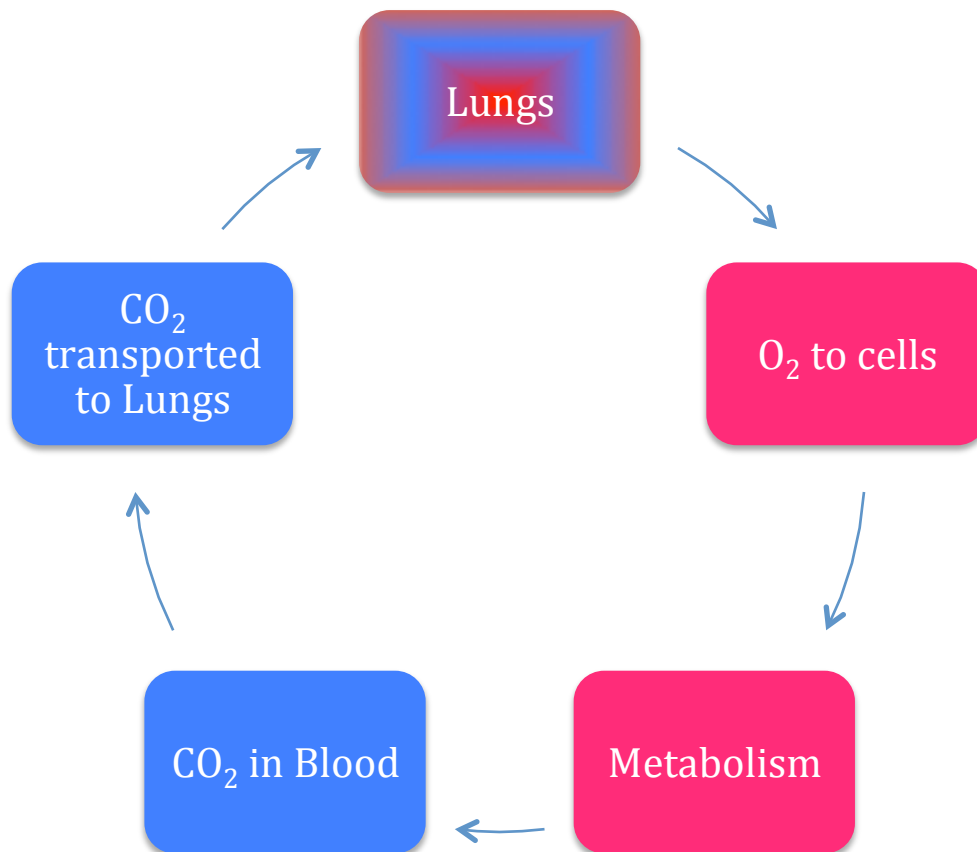 Lungs
O₂ to cells
Metabolism
CO₂ in Blood
CO₂
transported
to Lungs